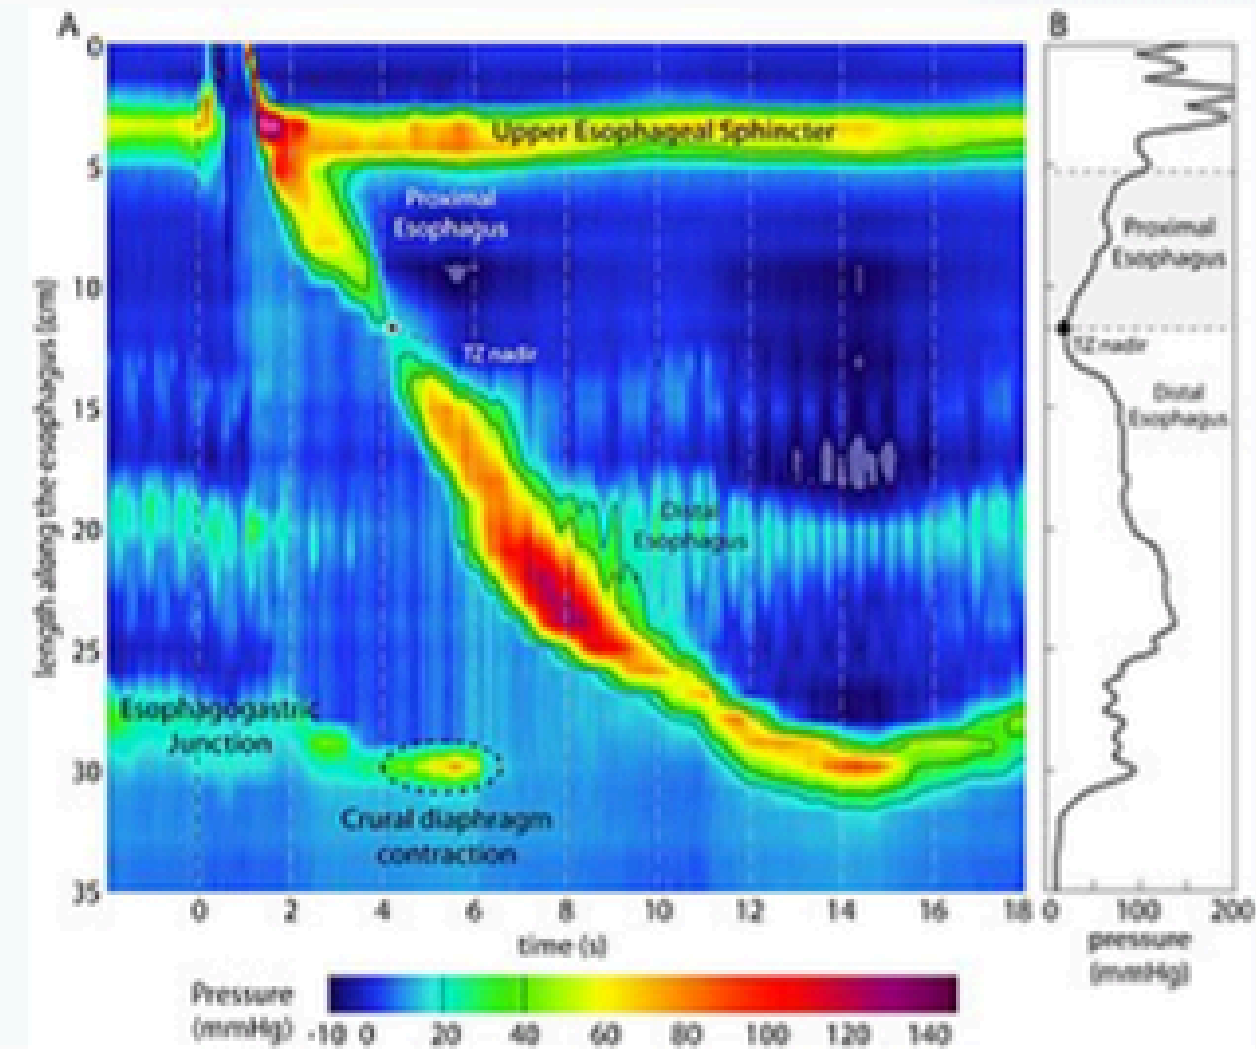 A
B
0
5
10
15
20
25
30
35
length along the esophagus (cm)
Upper Esophageal Sphincter
Proximal
Esophagus
TZ nadir
Distal
Esophagus
Esophagogastric
Junction
Crural diaphragm
contraction
0 2 4 6 8 10 12 14 16 18
time (s)
Proximal
Esophagus
TZ nadir
Distal
Esophagus
0 100 200
pressure
(mmHg)
Pressure
(mmHg)
-10 0 20 40 60 80 100 120 140